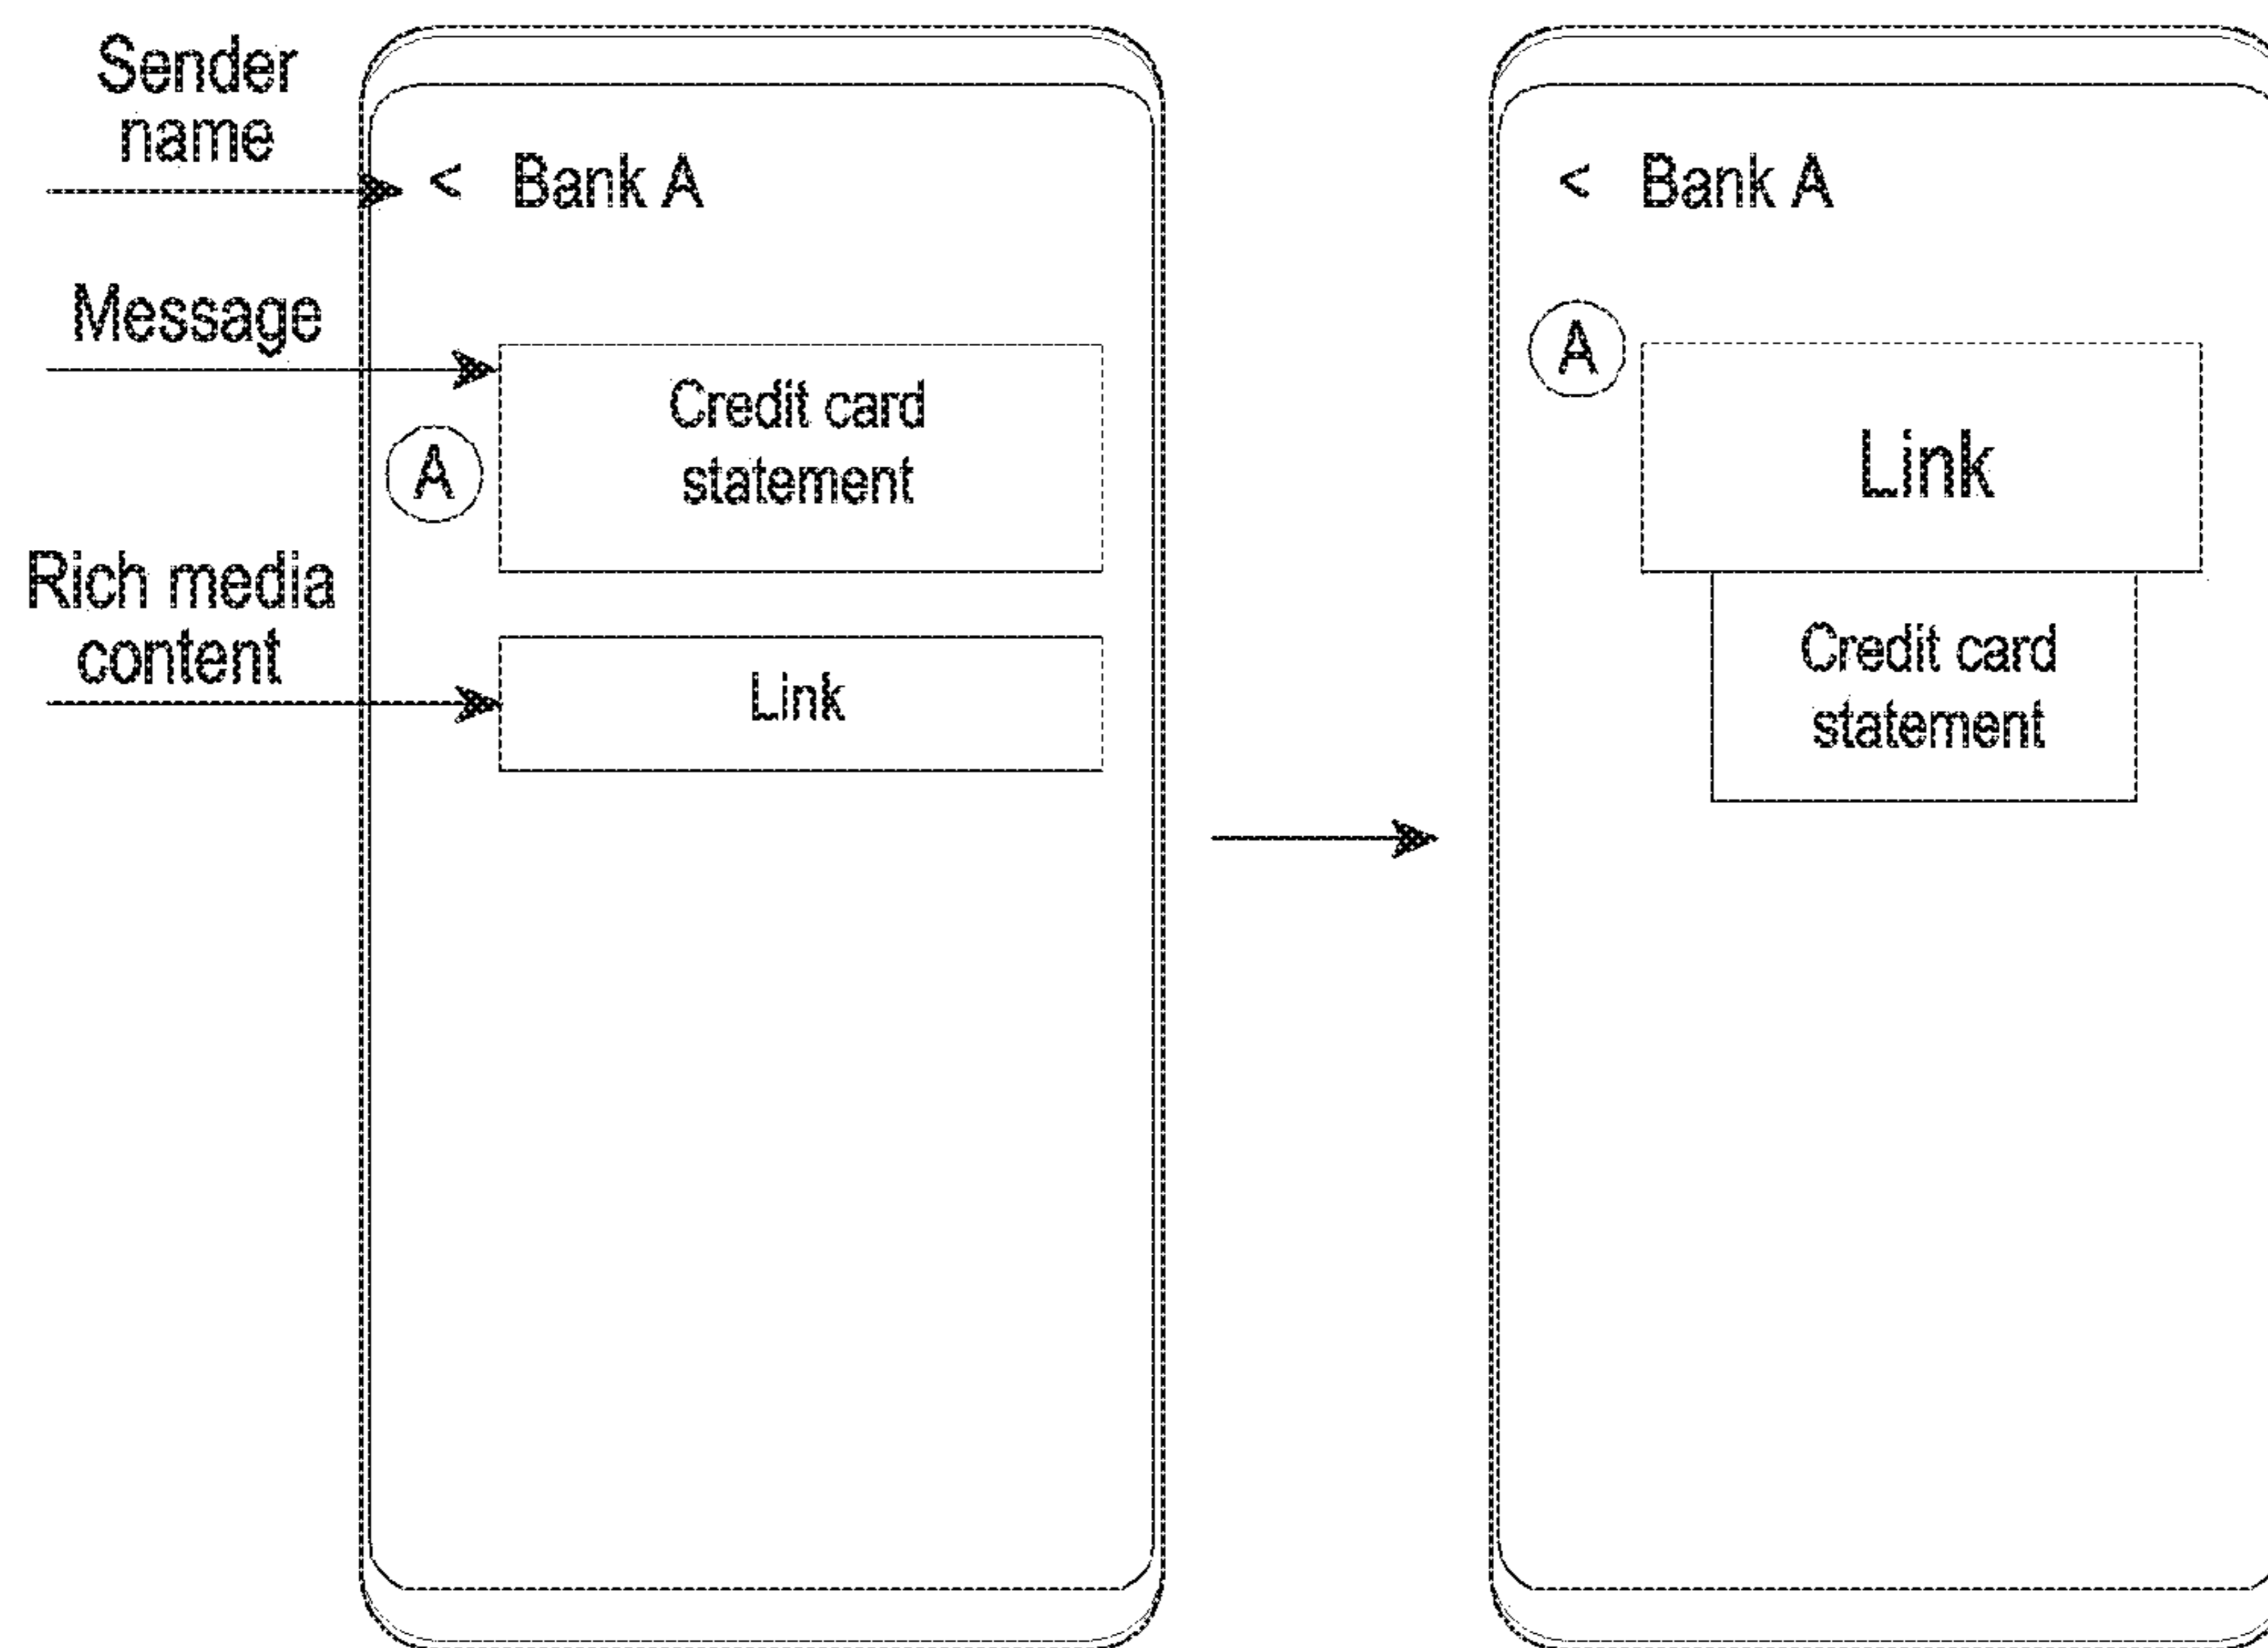 Sender
name
< Bank A
Message
Credit card
statement
A
Rich media
content
Link
< Bank A
A
Link
Credit card
statement